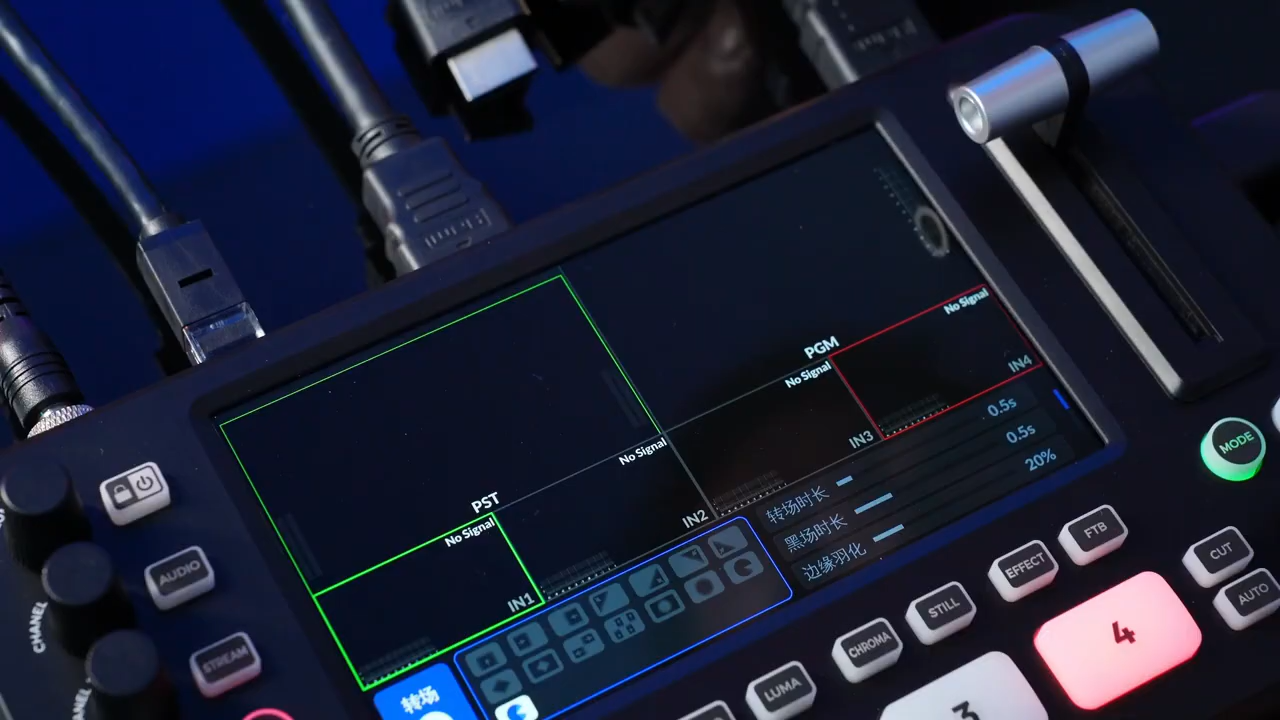 No Signal
PGM
No Signal
IN4
0.5s
No Signal
IN3
0.5s
20%
PST
IN2
转场时长
No Signal
黑场时长
IN1
边缘羽化
转场
MODE
FTB
CUT
EFFECT
AUTO
STILL
AUDIO
CHROMA
4
STREAM
LUMA
3
CHANNEL
CHANNEL